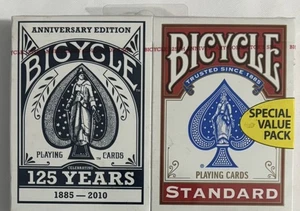 ANNIVERSARY EDITION
BICYCLE
PLAYING CARDS
CELEBRATING
125 YEARS
1885 – 2010
BICYCLE
TRUSTED SINCE 1885
PLAYING CARDS
STANDARD
SPECIAL
VALUE
PACK